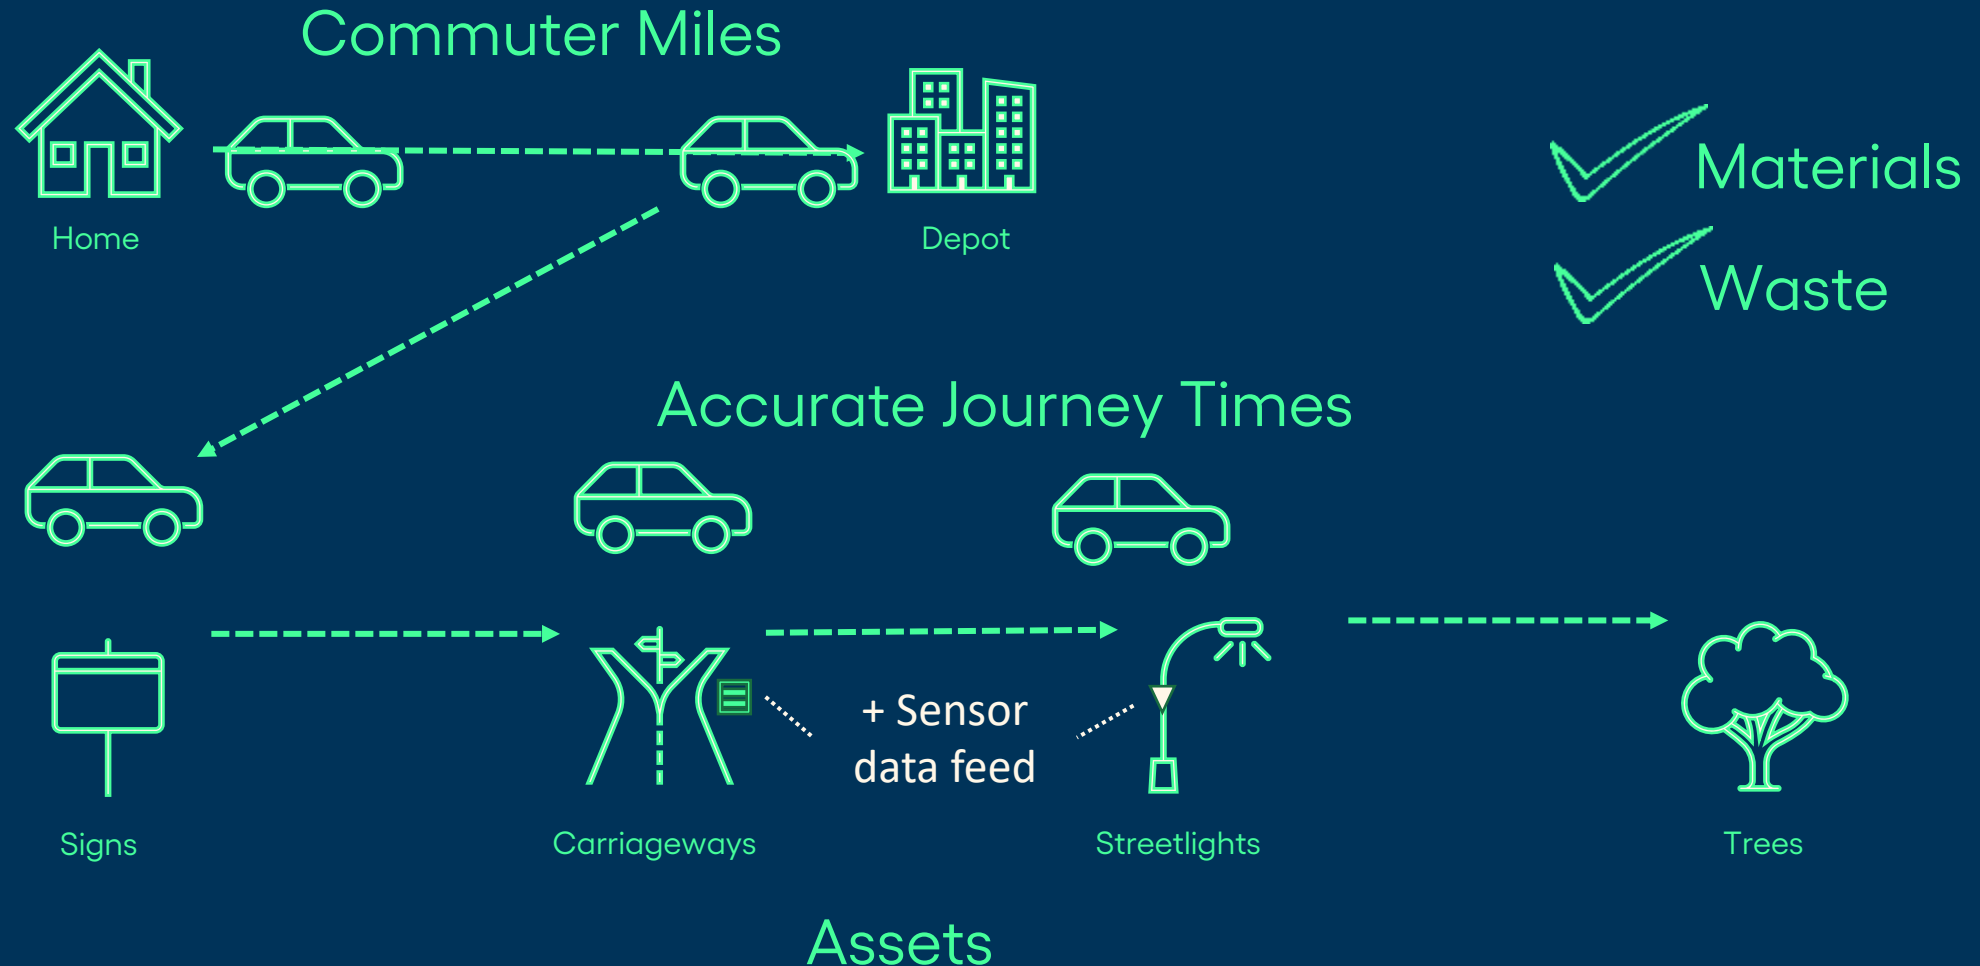 Commuter Miles
Home
Depot
Materials
Waste
Accurate Journey Times
+ Sensor
data feed
Signs
Carriageways
Streetlights
Trees
Assets